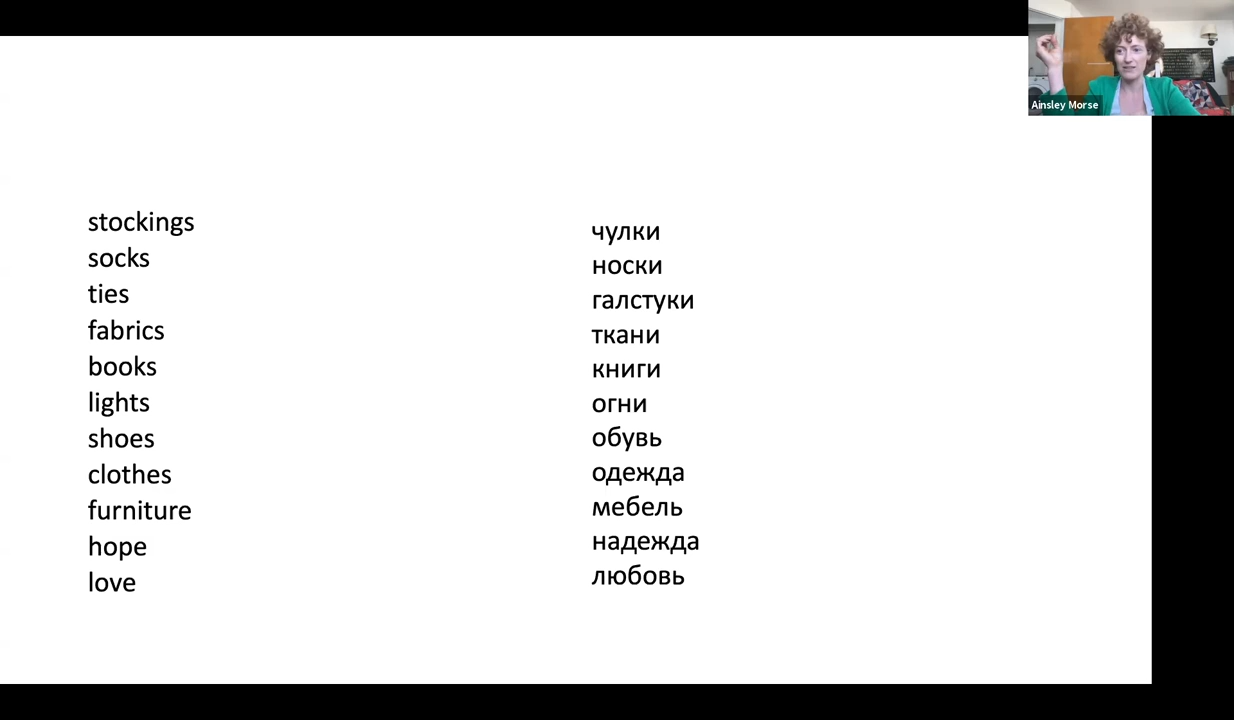 Ainsley Morse
stockings
socks
ties
fabrics
books
lights
shoes
clothes
furniture
hope
love
чулки
носки
галстуки
ткани
книги
огни
обувь
одежда
мебель
надежда
любовь